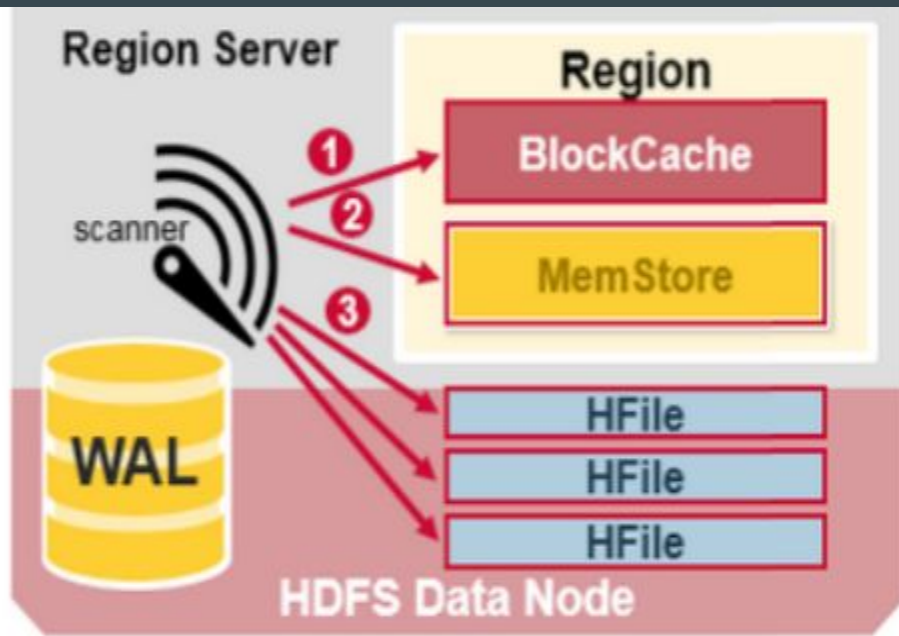 Region Server
Region
1
BlockCache
2
scanner
MemStore
3
HFile
WAL
HFile
HFile
HDFS Data Node